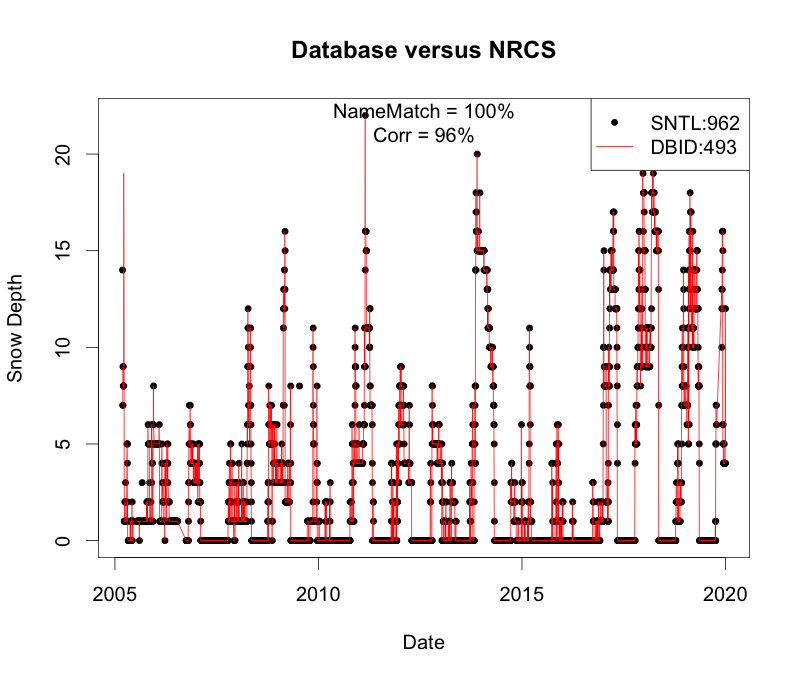 Database versus NRCS
NameMatch = 100%
Corr = 96%
SNTL:962
DBID:493
Snow Depth
20
15
10
5
0
2005 2010 2015 2020
Date